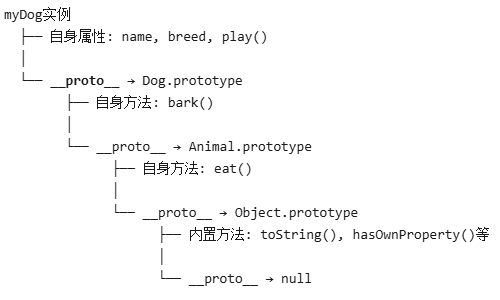 myDog实例
├── 自身属性: name, breed, play()
│
└── __proto__ → Dog.prototype
├── 自身方法: bark()
│
└── __proto__ → Animal.prototype
├── 自身方法: eat()
│
└── __proto__ → Object.prototype
├── 内置方法: toString(), hasOwnProperty()等
│
└── __proto__ → null